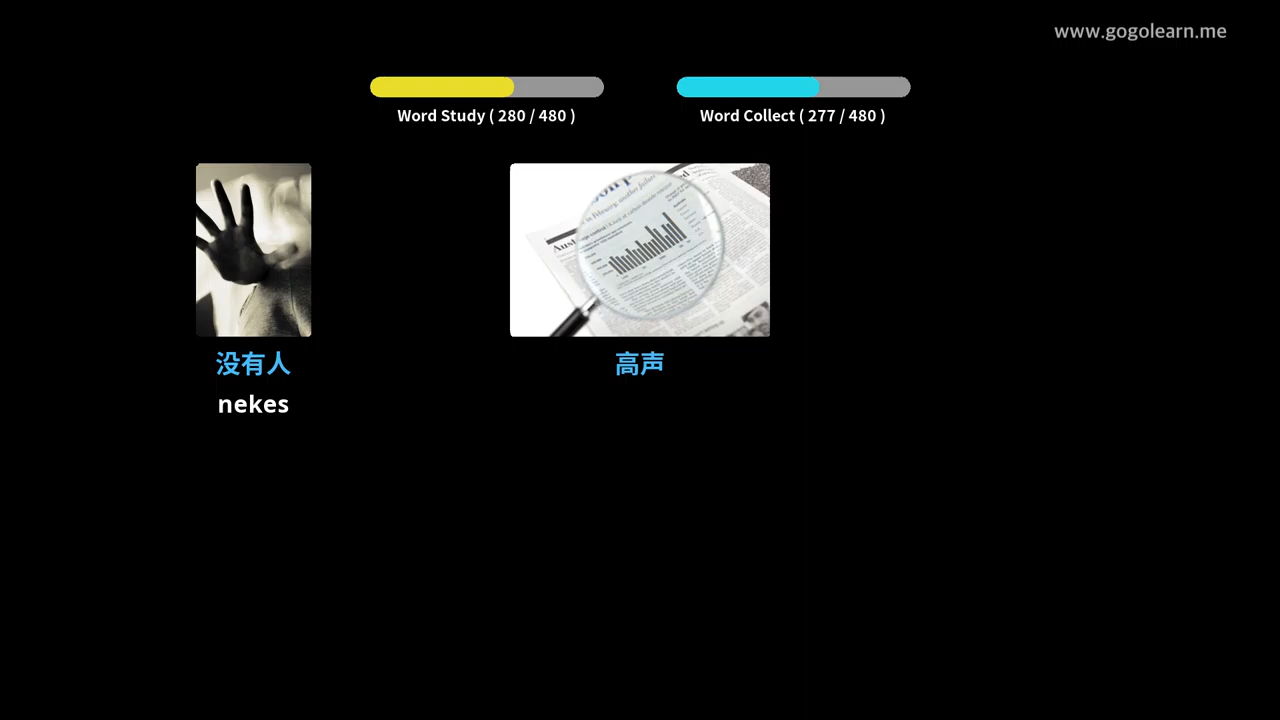 www.gogolearn.me
Word Study ( 280 / 480 )
Word Collect ( 277 / 480 )
没有人
高声
nekes